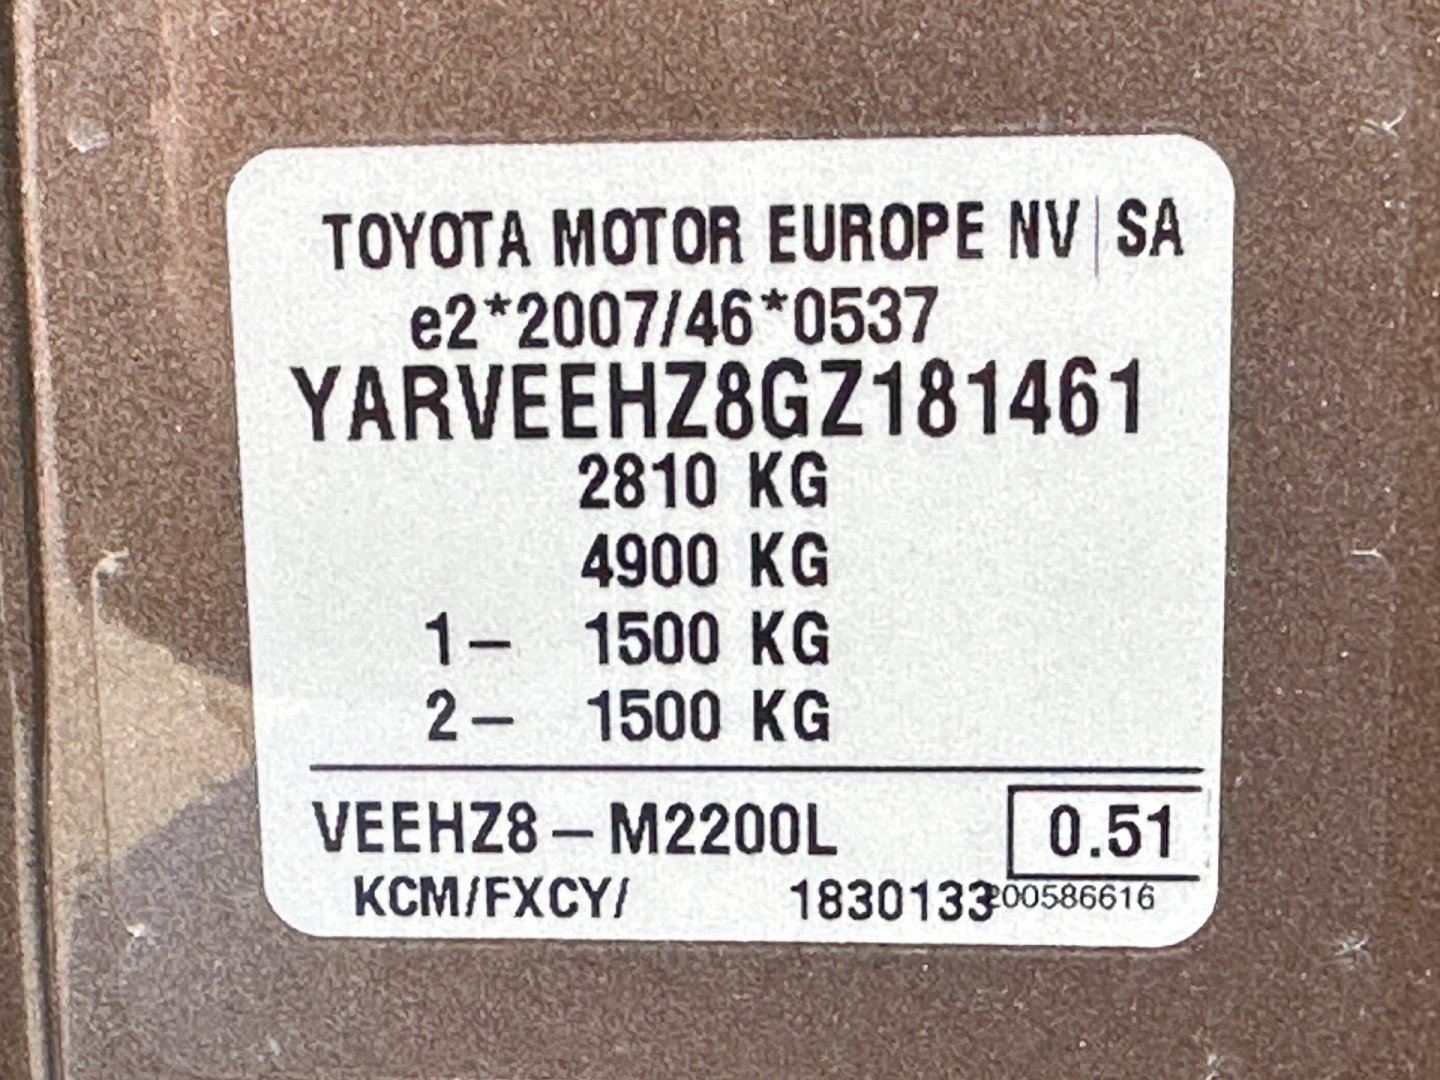 TOYOTA MOTOR EUROPE NV SA
e2*2007/46*0537
YARVEEHZ8GZ181461
2810 KG
4900 KG
1– 1500 KG
2– 1500 KG
VEEHZ8–M2200L 0.51
KCM/FXCY/ 1830133 200586616